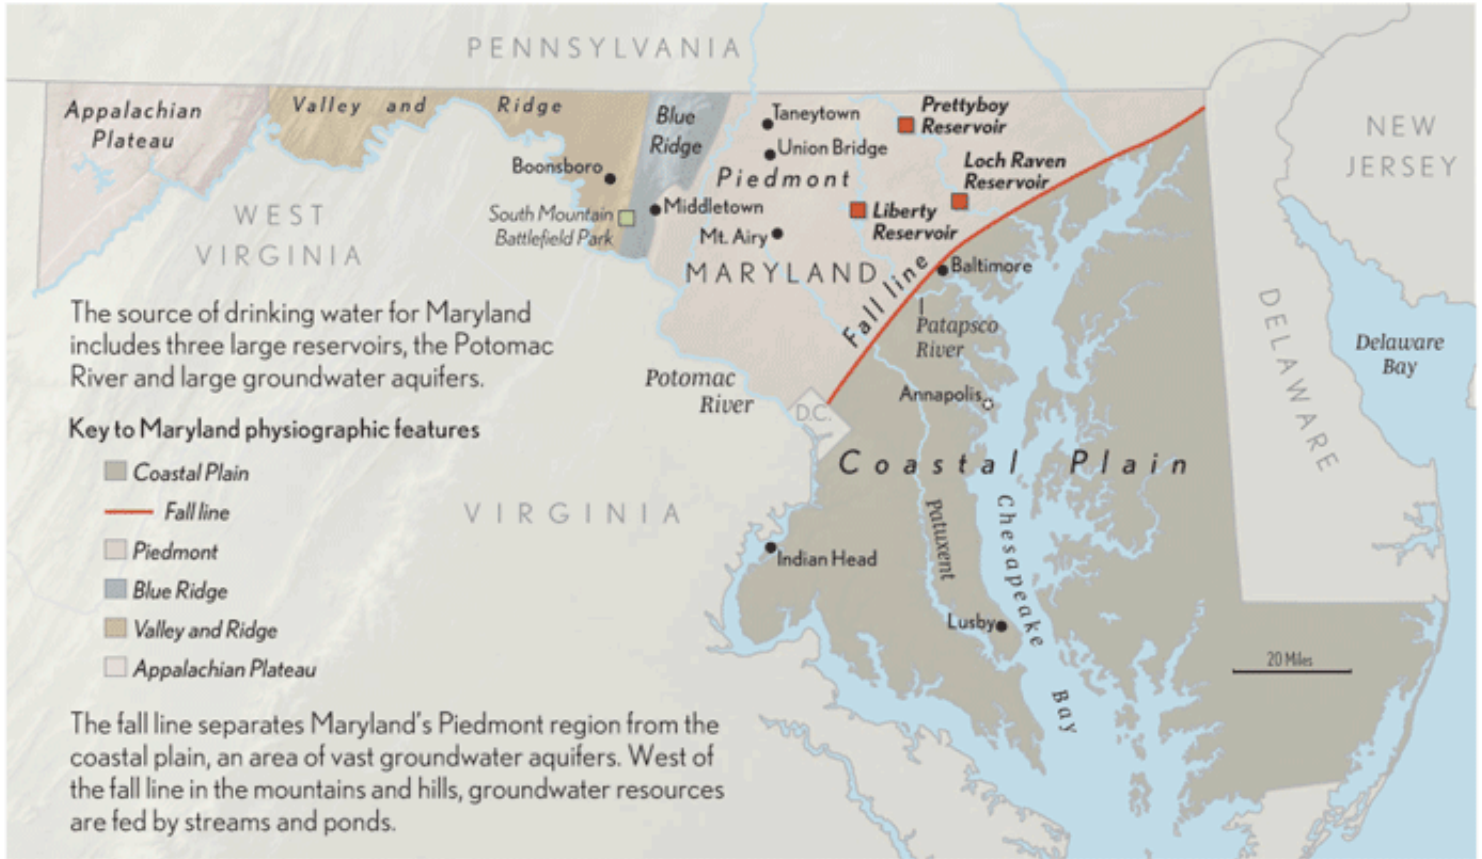 PENNSYLVANIA
Appalachian
Plateau
Valley and Ridge
Blue
Ridge
Taneytown
Union Bridge
Piedmont
Prettyboy
Reservoir
Loch Raven
Reservoir
NEW
JERSEY
Boonsboro
South Mountain
Battlefield Park
Middletown
Mt. Airy
Liberty
Reservoir
WEST
VIRGINIA
MARYLAND
Fall line
Baltimore
Patapsco
River
DELAWARE
Delaware
Bay
The source of drinking water for Maryland
includes three large reservoirs, the Potomac
River and large groundwater aquifers.
Potomac
River
D.C.
Annapolis
Key to Maryland physiographic features
Coastal Plain
Fall line
Piedmont
Blue Ridge
Valley and Ridge
Appalachian Plateau
Coastal Plain
VIRGINIA
Patuxent
Chesapeake
Bay
Indian Head
Lusby
20 Miles
The fall line separates Maryland's Piedmont region from the
coastal plain, an area of vast groundwater aquifers. West of
the fall line in the mountains and hills, groundwater resources
are fed by streams and ponds.